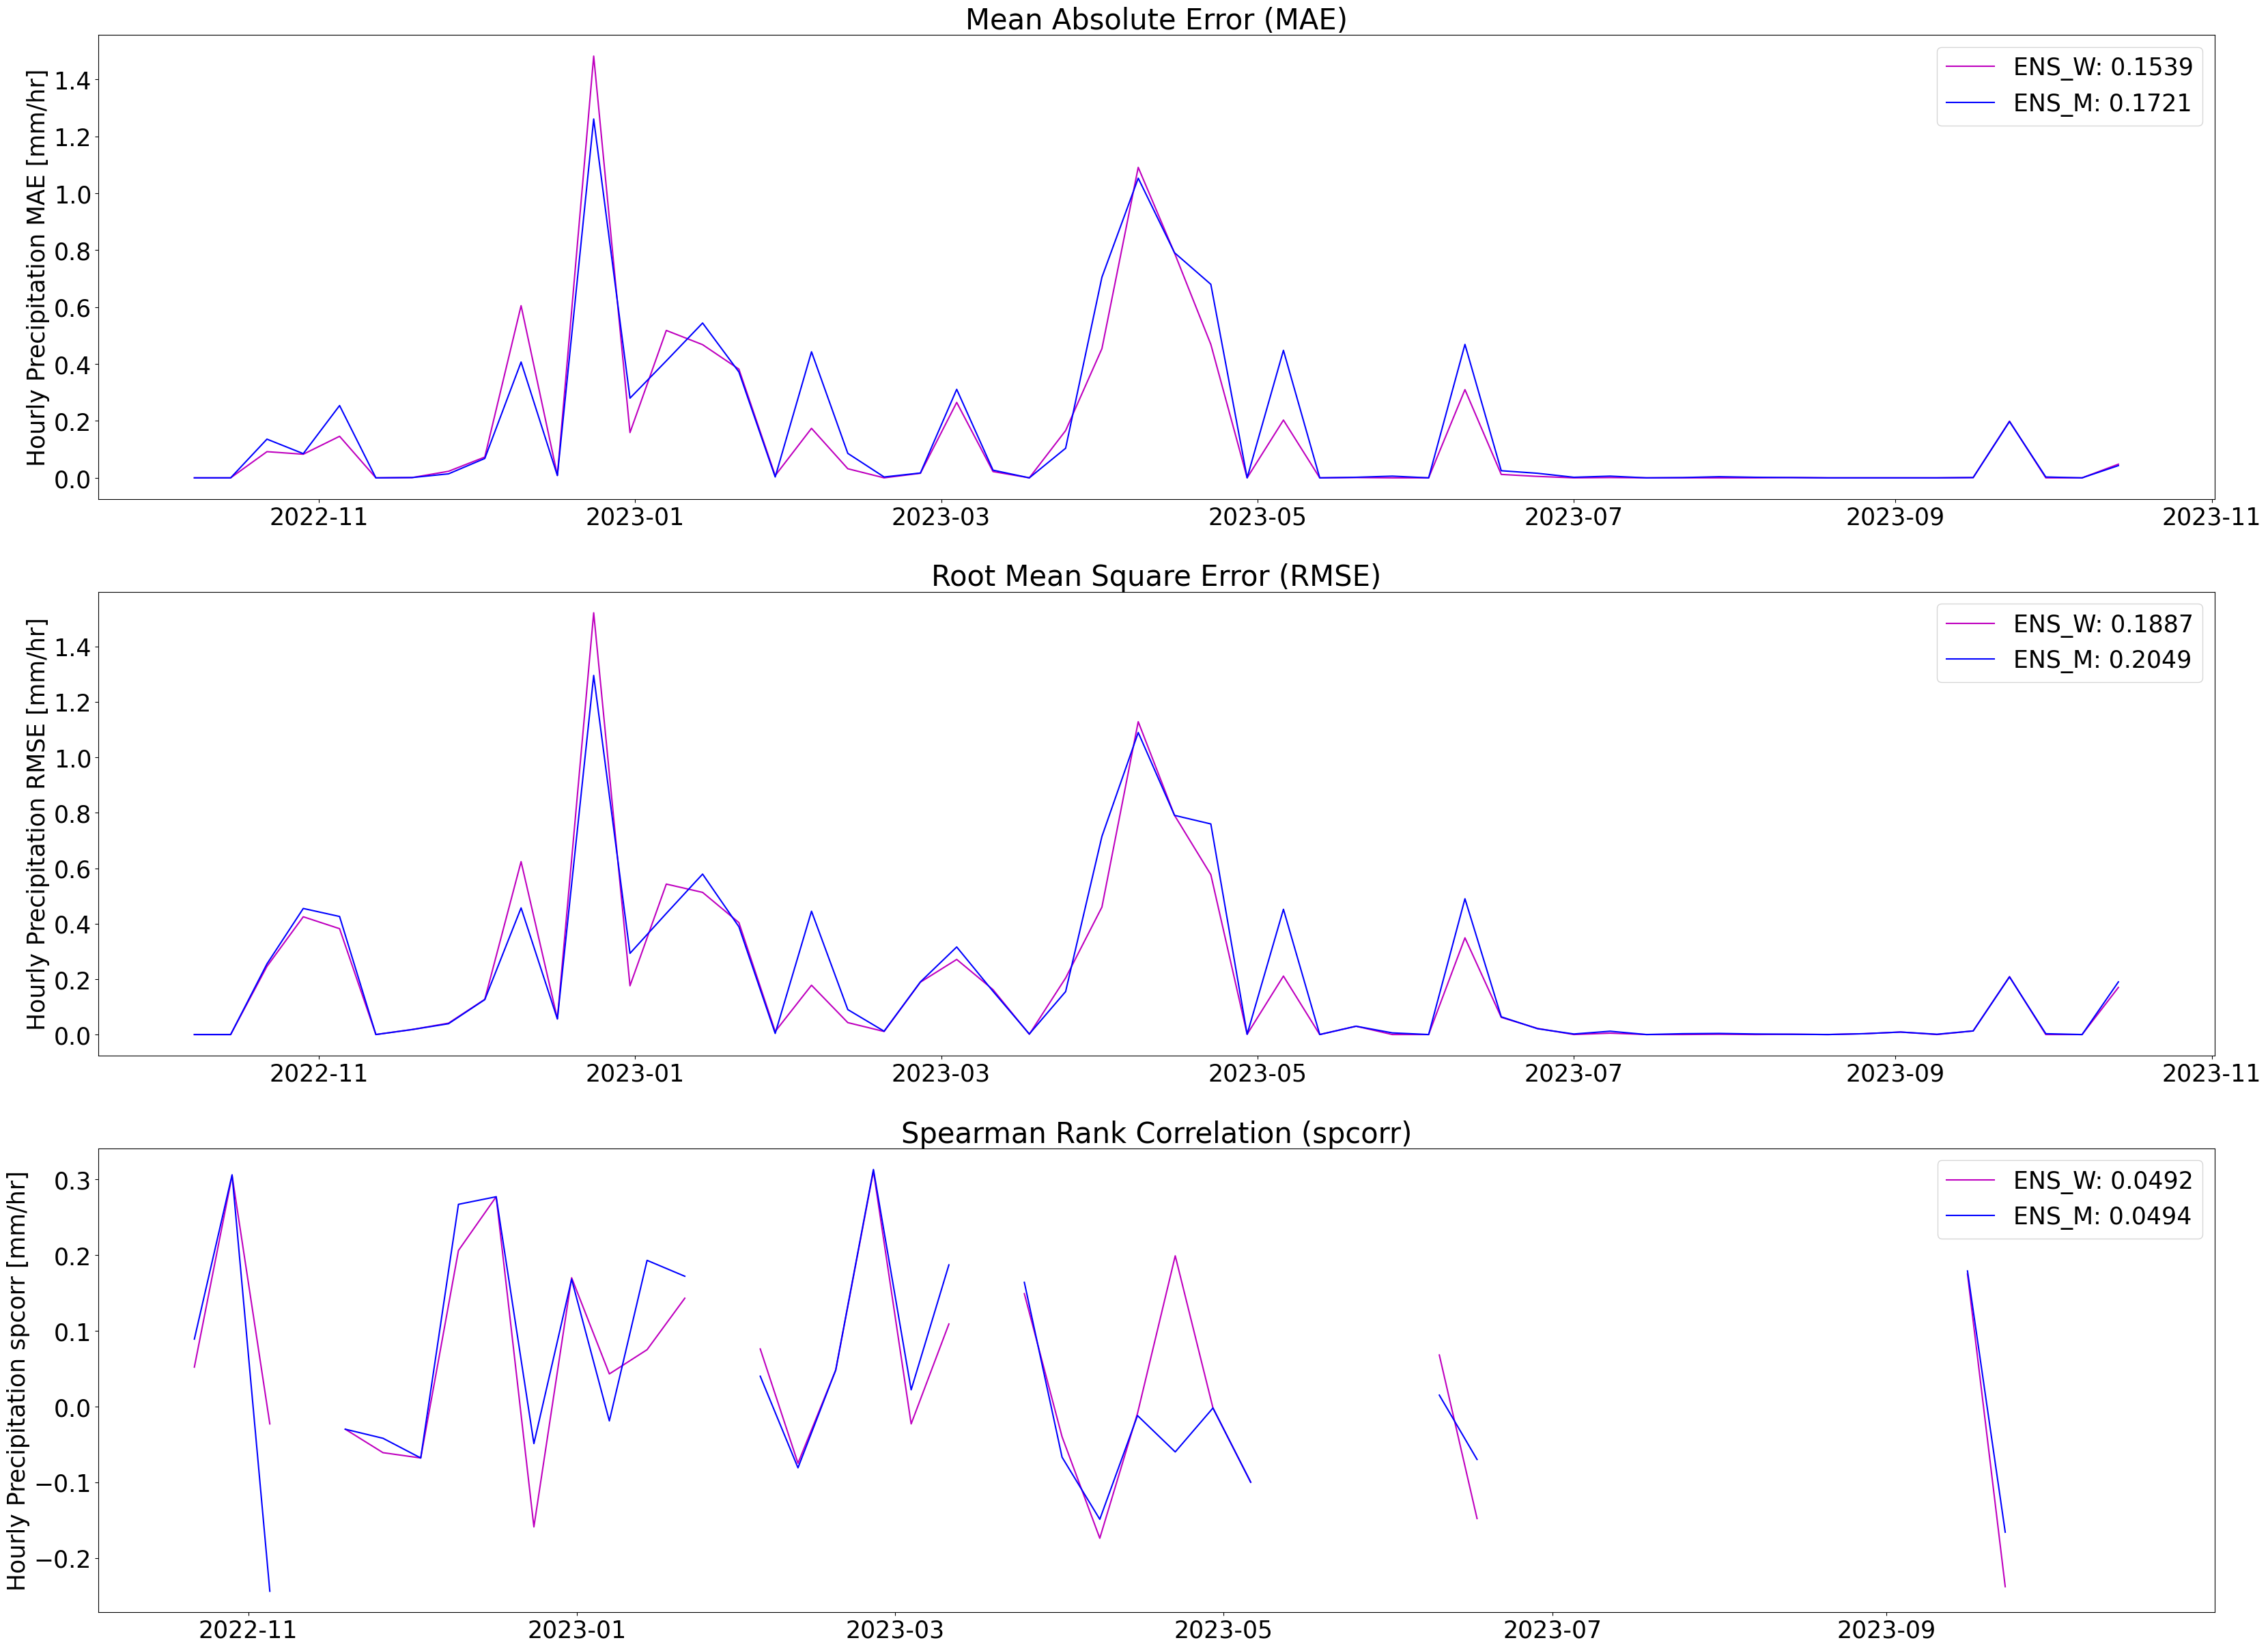 Mean Absolute Error (MAE)
Hourly Precipitation MAE [mm/hr]
1.4
1.2
1.0
0.8
0.6
0.4
0.2
0.0
ENS_W: 0.1539
ENS_M: 0.1721
2022-11 2023-01 2023-03 2023-05 2023-07 2023-09 2023-11
Root Mean Square Error (RMSE)
Hourly Precipitation RMSE [mm/hr]
1.4
1.2
1.0
0.8
0.6
0.4
0.2
0.0
ENS_W: 0.1887
ENS_M: 0.2049
2022-11 2023-01 2023-03 2023-05 2023-07 2023-09 2023-11
Spearman Rank Correlation (spcorr)
Hourly Precipitation spcorr [mm/hr]
0.3
0.2
0.1
0.0
−0.1
−0.2
ENS_W: 0.0492
ENS_M: 0.0494
2022-11 2023-01 2023-03 2023-05 2023-07 2023-09